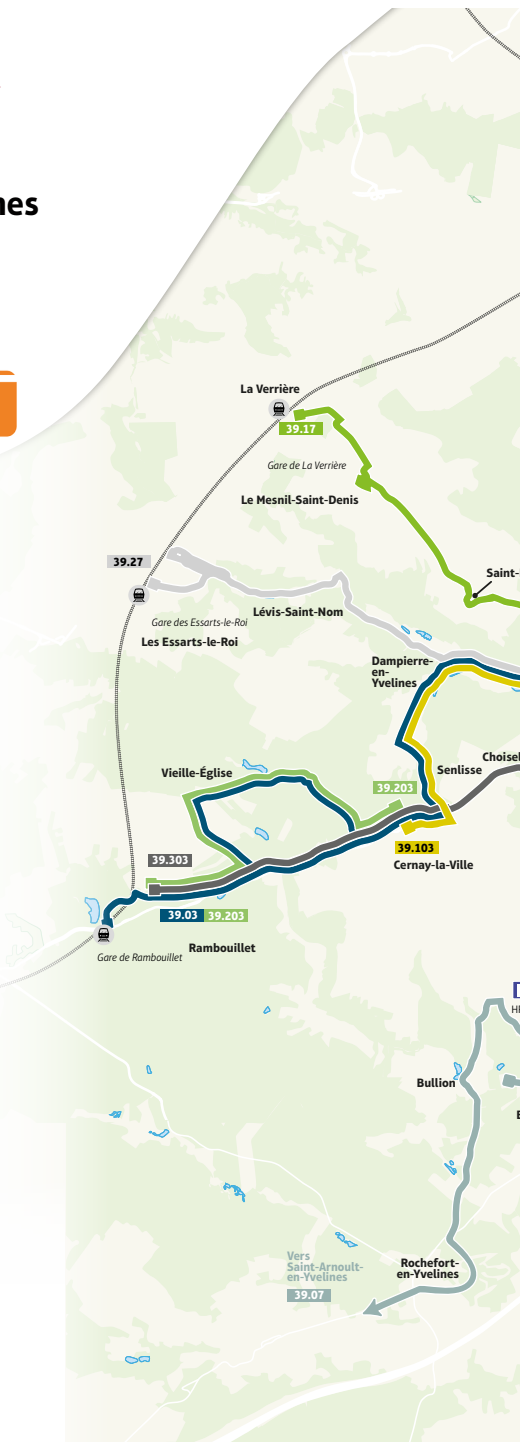 La Verrière
39.17
Gare de La Verrière
Le Mesnil-Saint-Denis
39.27
Gare des Essarts-le-Roi
Les Essarts-le-Roi
Lévis-Saint-Nom
Dampierre-
en-
Yvelines
Senlisse
Vieille-Église
39.203
39.103
Cernay-la-Ville
39.303
39.03 39.203
Rambouillet
Gare de Rambouillet
Bullion
Vers
Saint-Arnoult-
en-Yvelines
39.07
Rochefort-
en-Yvelines